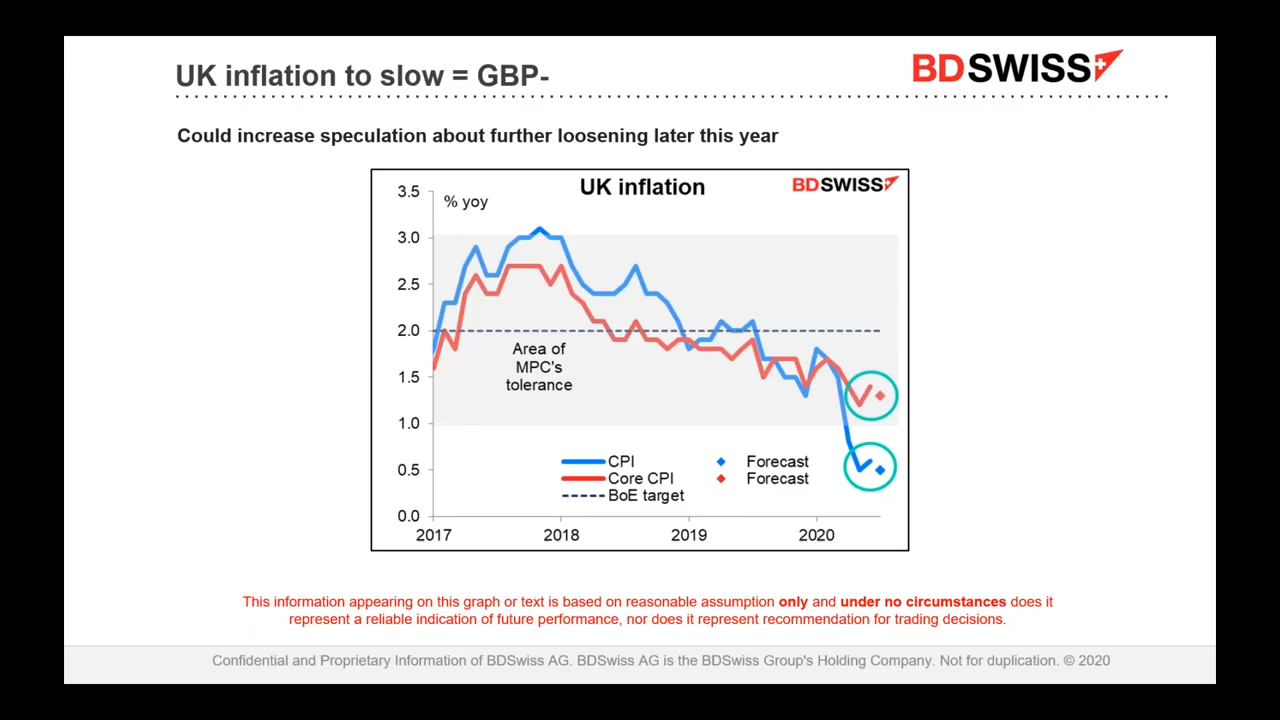 UK inflation to slow = GBP-
BDSWISS
Could increase speculation about further loosening later this year
UK inflation
BDSWISS
% yoy
3.5
3.0
2.5
2.0
1.5
1.0
0.5
0.0
Area of
MPC's
tolerance
CPI
Forecast
Core CPI
Forecast
BoE target
2017
2018
2019
2020
This information appearing on this graph or text is based on reasonable assumption only and under no circumstances does it
represent a reliable indication of future performance, nor does it represent recommendation for trading decisions.
Confidential and Proprietary Information of BDSwiss AG. BDSwiss AG is the BDSwiss Group's Holding Company. Not for duplication. © 2020